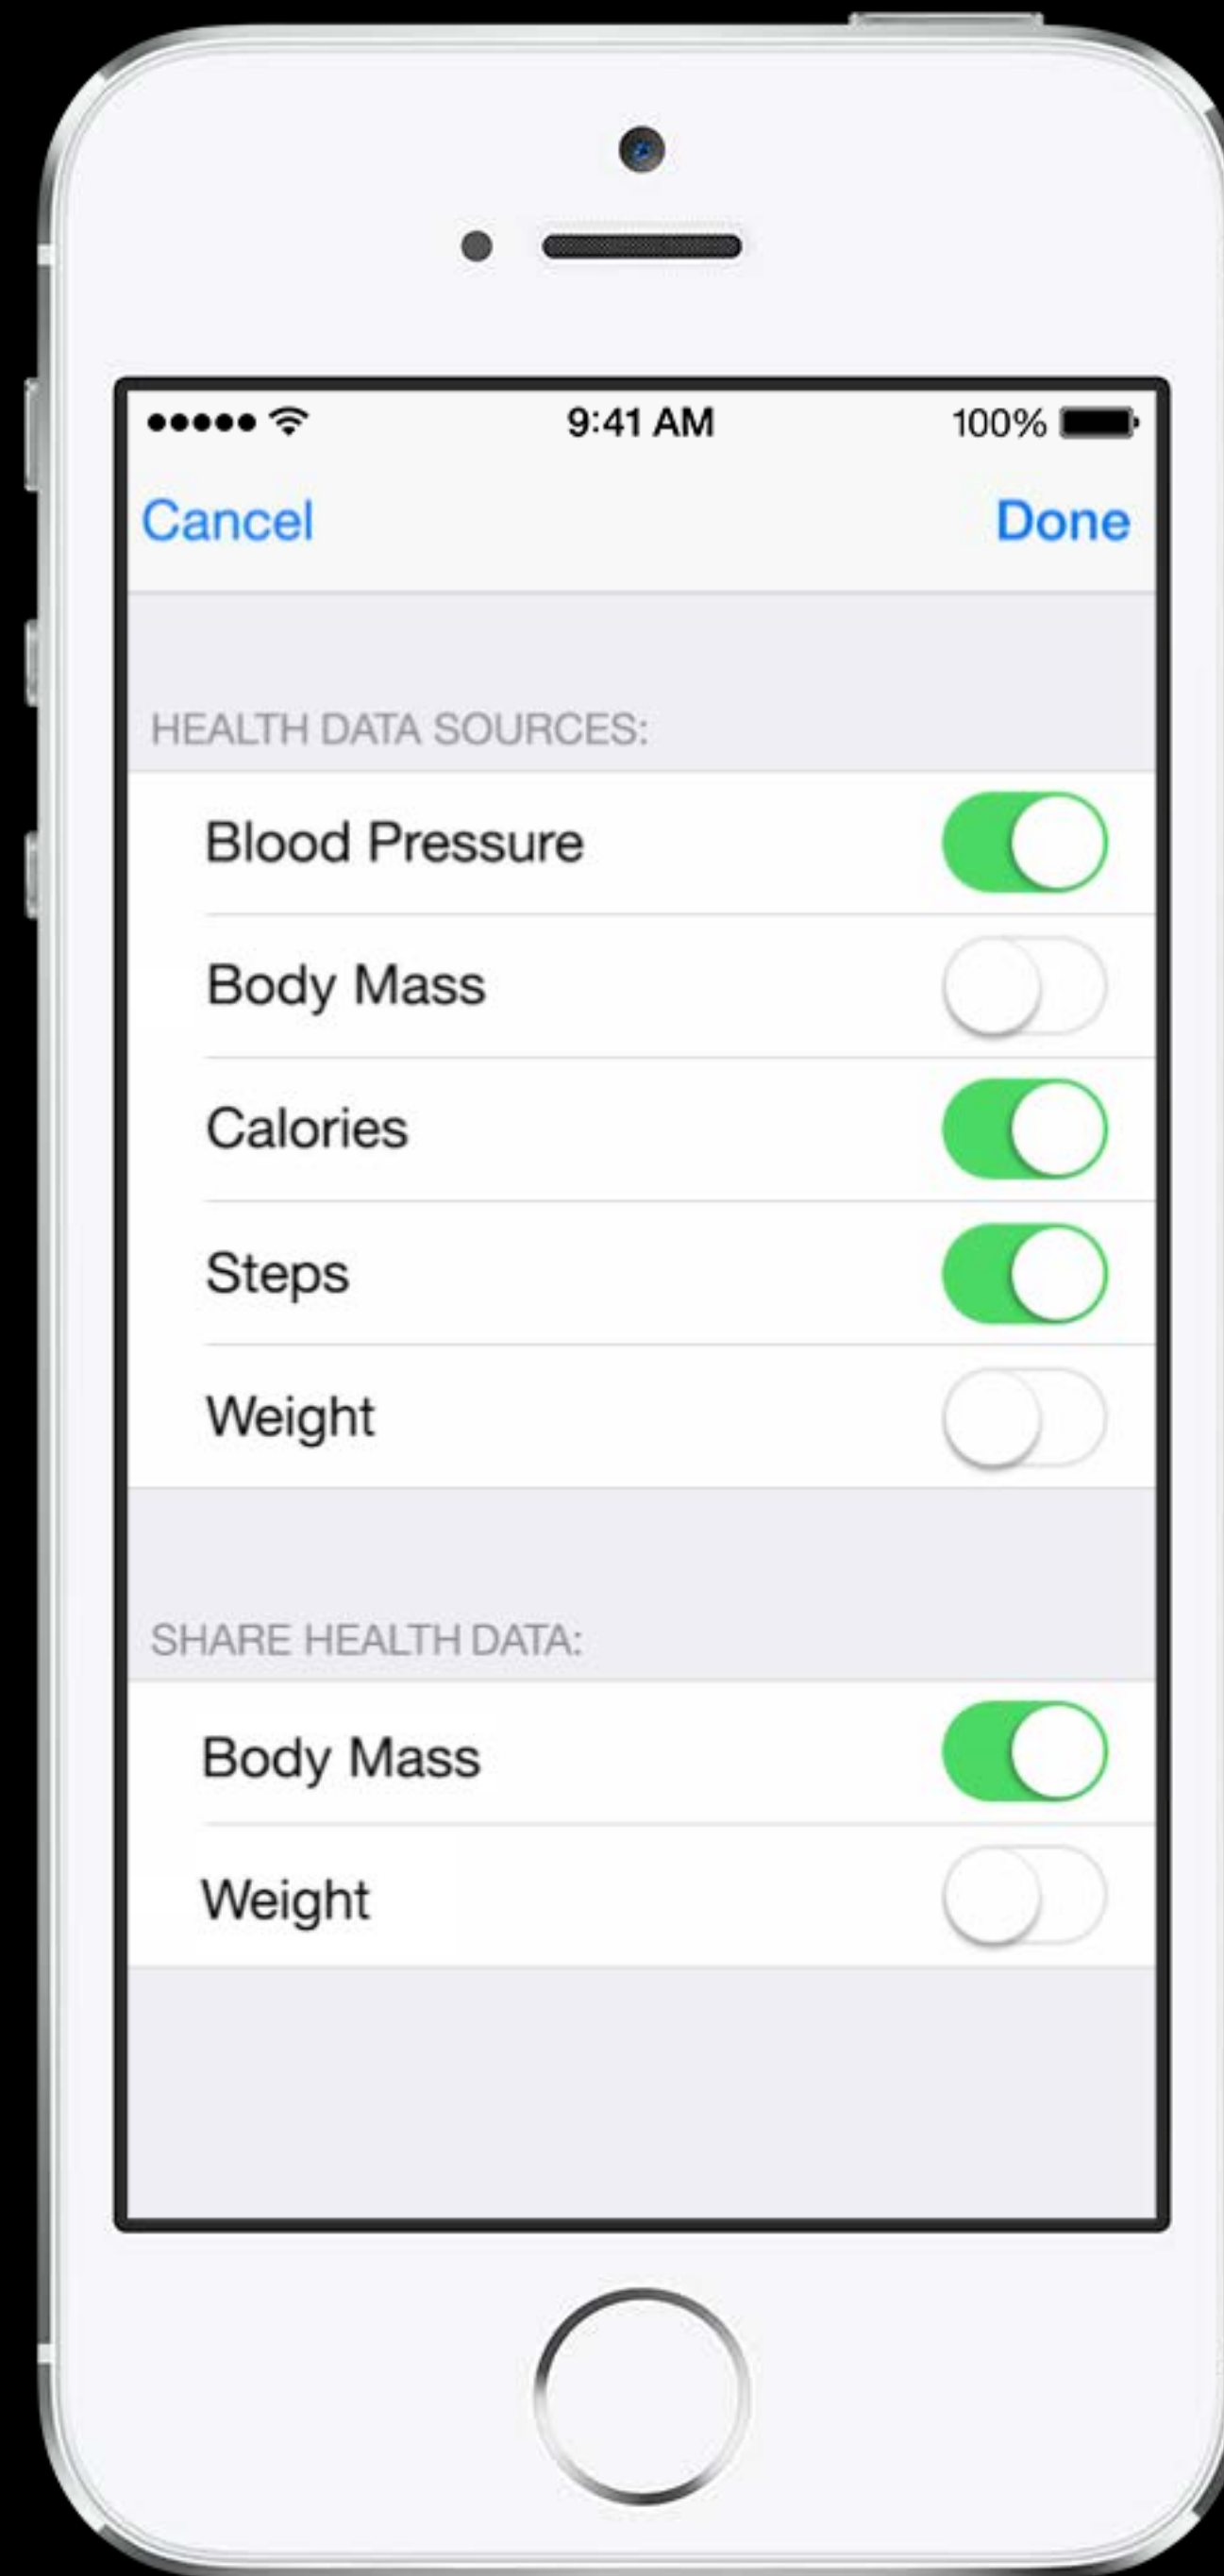 9:41 AM 100%
Cancel Done
HEALTH DATA SOURCES:
Blood Pressure
Body Mass
Calories
Steps
Weight
SHARE HEALTH DATA:
Body Mass
Weight